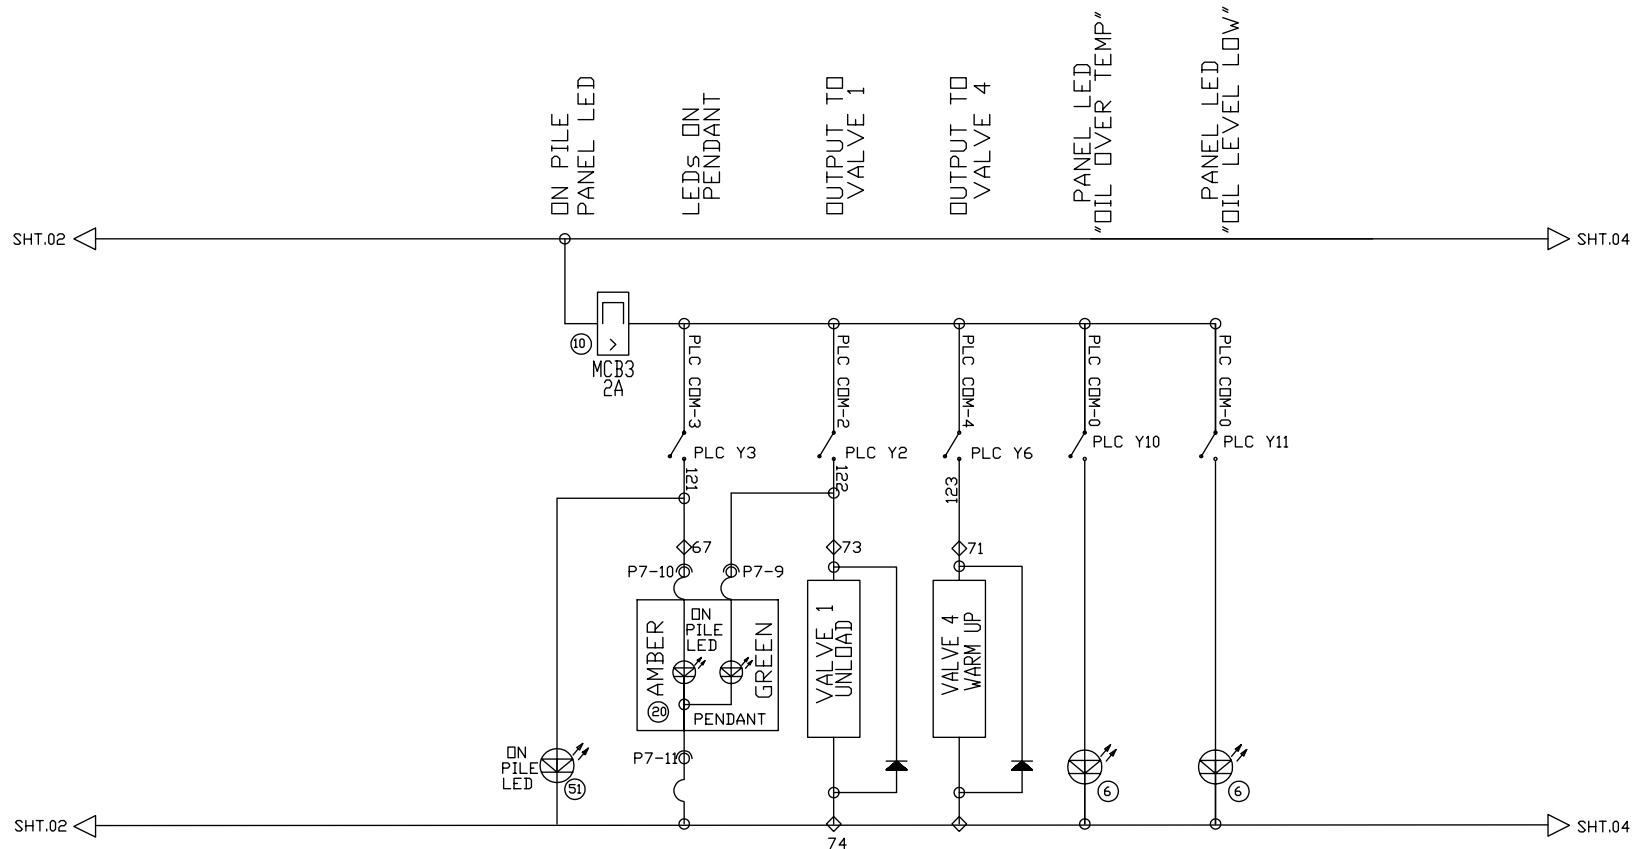 ON PILE
PANEL LED
LEDs ON
PENDANT
OUTPUT TO
VALVE 1
OUTPUT TO
VALVE 4
PANEL LED
"OIL OVER TEMP"
PANEL LED
"OIL LEVEL LOW"
SHT.02
SHT.04
10
MCB3
2A
PLC COM-3
PLC COM-2
PLC COM-4
PLC COM-0
PLC COM-0
PLC Y3
PLC Y2
PLC Y6
PLC Y10
PLC Y11
121
122
123
67
73
71
P7-10
P7-9
AMBER
ON
PILE
LED
GREEN
20
PENDANT
VALVE 1
UNLOAD
VALVE 4
WARM UP
P7-11
ON
PILE
LED
51
6
6
SHT.02
74
SHT.04